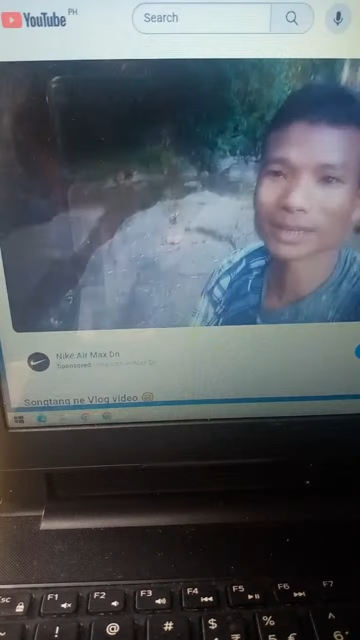 YouTube PH
Search
Nike Air Max Dn
Sponsored
Songtang ne Vlog video 😄
esc F1 F2 F3 F4 F5 F6 F7
! @ # $ % ^